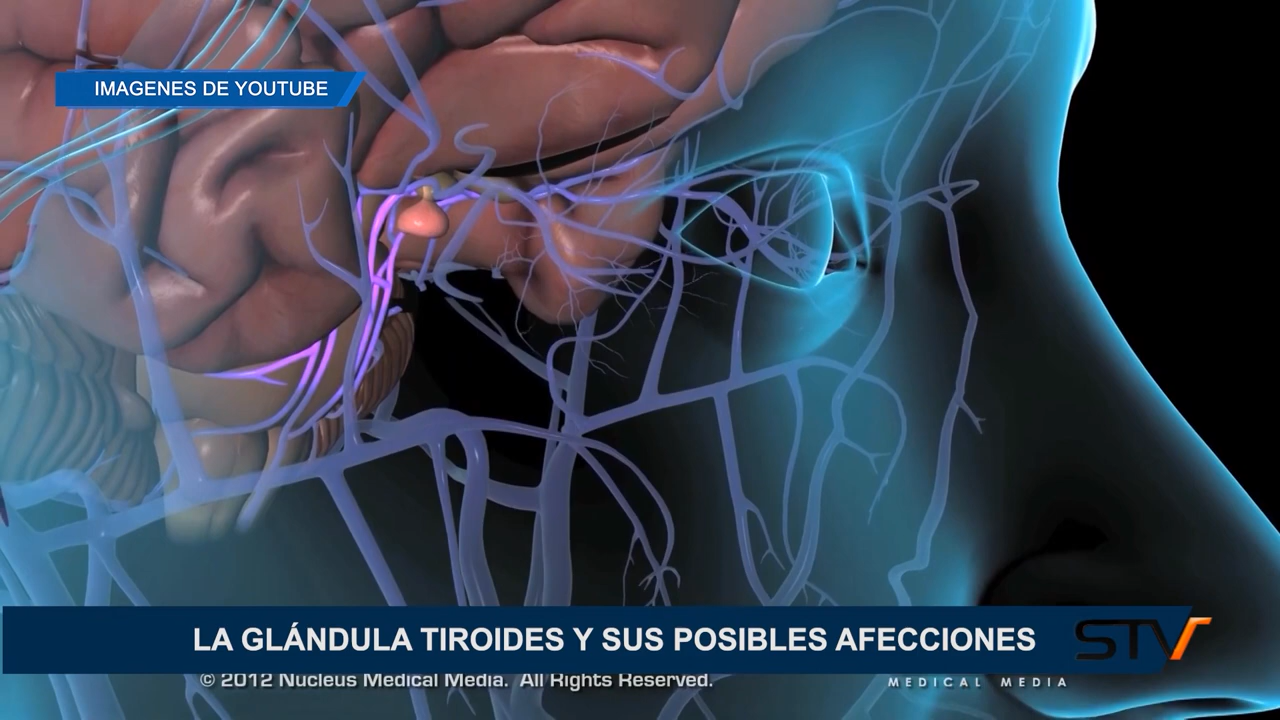 IMAGENES DE YOUTUBE
LA GLÁNDULA TIROIDES Y SUS POSIBLES AFECCIONES
STV
© 2012 Nucleus Medical Media. All Rights Reserved.
MEDICAL MEDIA